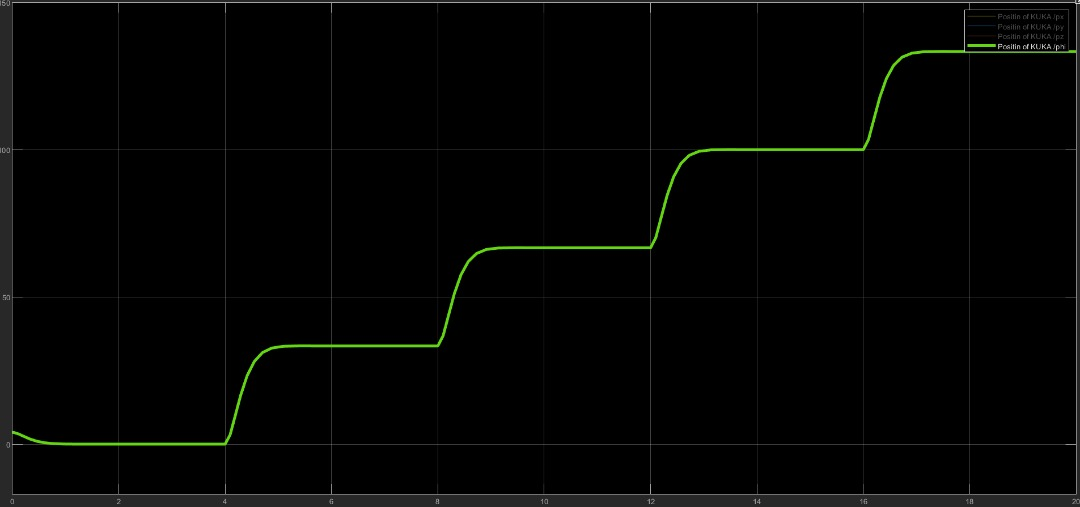 150
Positin of KUKA /px
Positin of KUKA /py
Positin of KUKA /pz
Positin of KUKA /phi
100
50
0
0 2 4 6 8 10 12 14 16 18 20